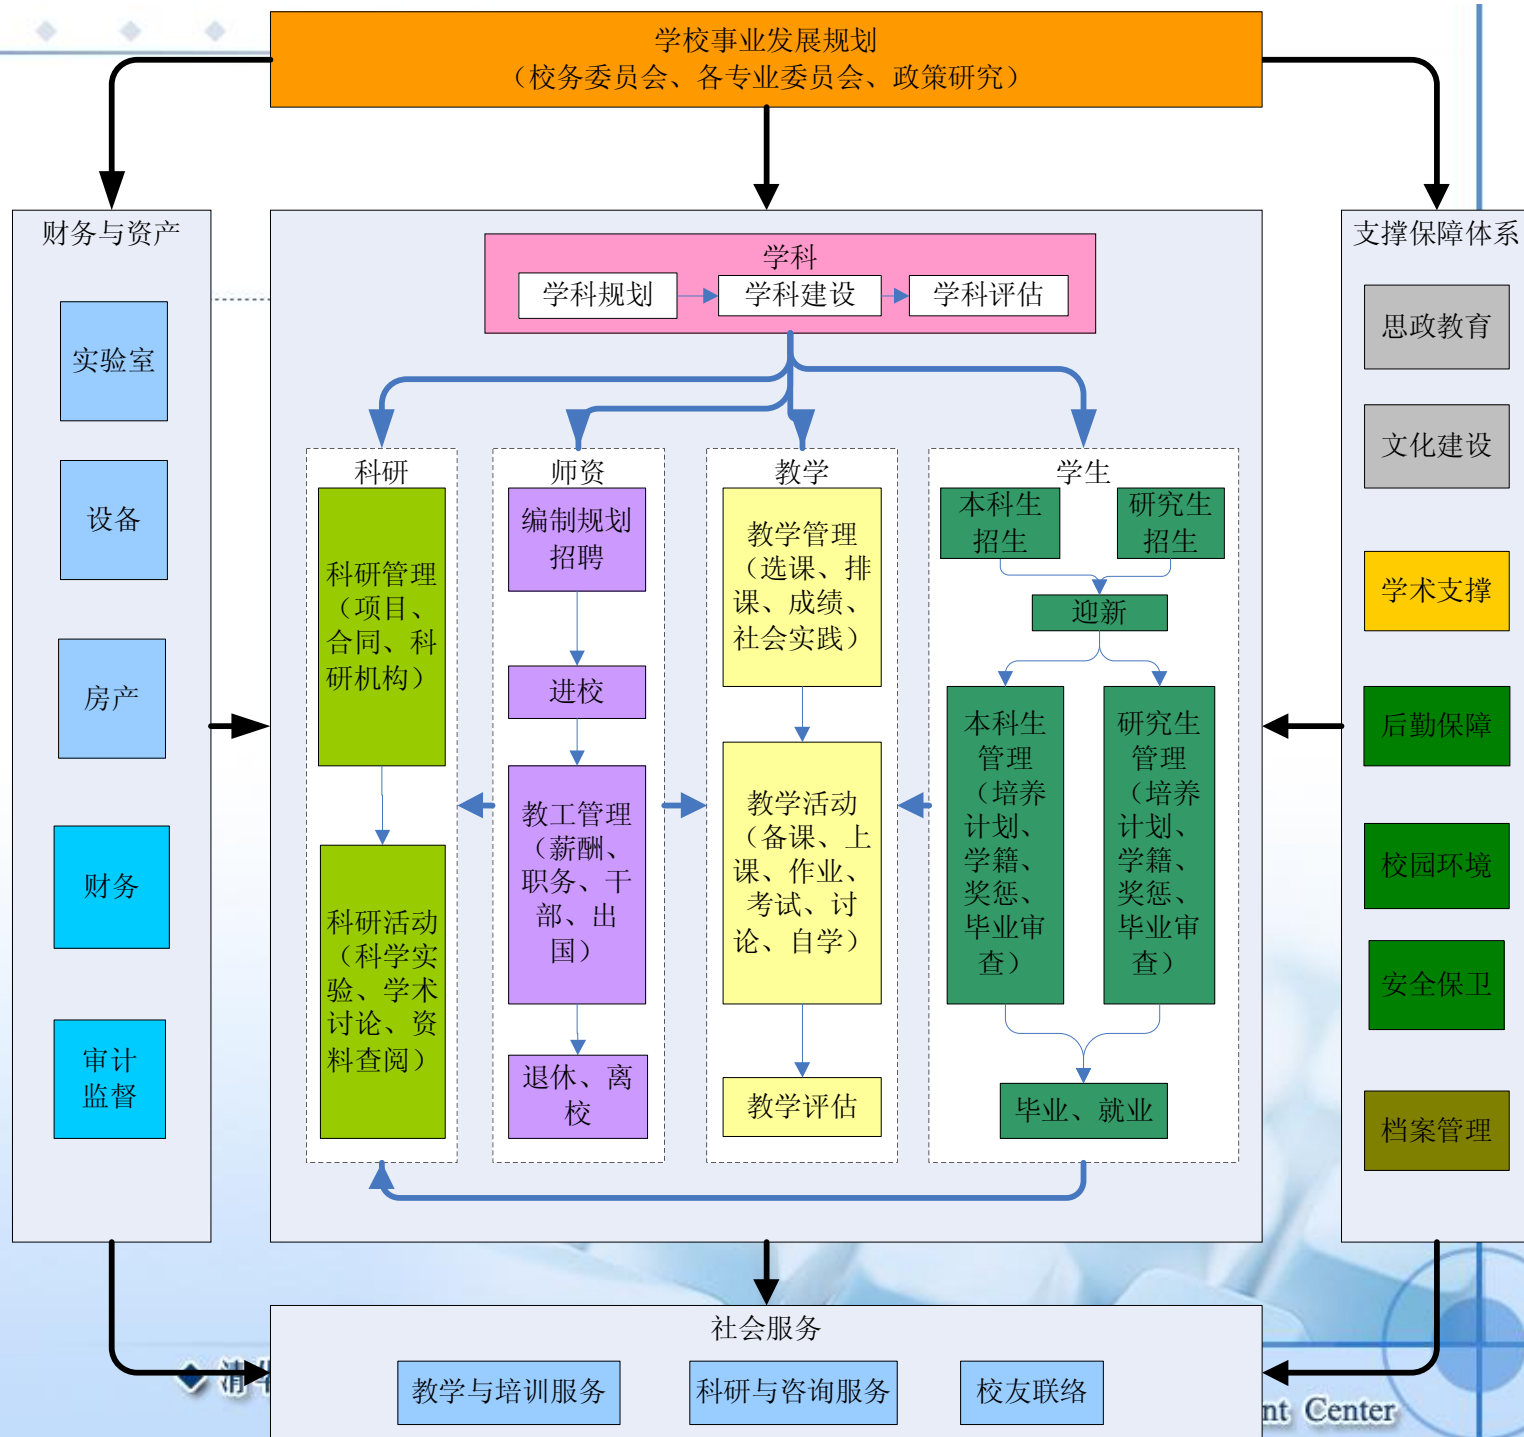 学校事业发展规划
（校务委员会、各专业委员会、政策研究）
财务与资产
实验室
设备
房产
财务
审计
监督
学科
学科规划
学科建设
学科评估
科研
科研管理
（项目、
合同、科
研机构）
科研活动
（科学实
验、学术
讨论、资
料查阅）
师资
编制规划
招聘
进校
教工管理
（薪酬、
职务、干
部、出
国）
退休、离
校
教学
教学管理
（选课、排
课、成绩、
社会实践）
教学活动
（备课、上
课、作业、
考试、讨
论、自学）
教学评估
学生
本科生
招生
研究生
招生
迎新
本科生
管理
（培养
计划、
学籍、
奖惩、
毕业审
查）
研究生
管理
（培养
计划、
学籍、
奖惩、
毕业审
查）
毕业、就业
支撑保障体系
思政教育
文化建设
学术支撑
后勤保障
校园环境
安全保卫
档案管理
社会服务
教学与培训服务
科研与咨询服务
校友联络
清华
nt Center